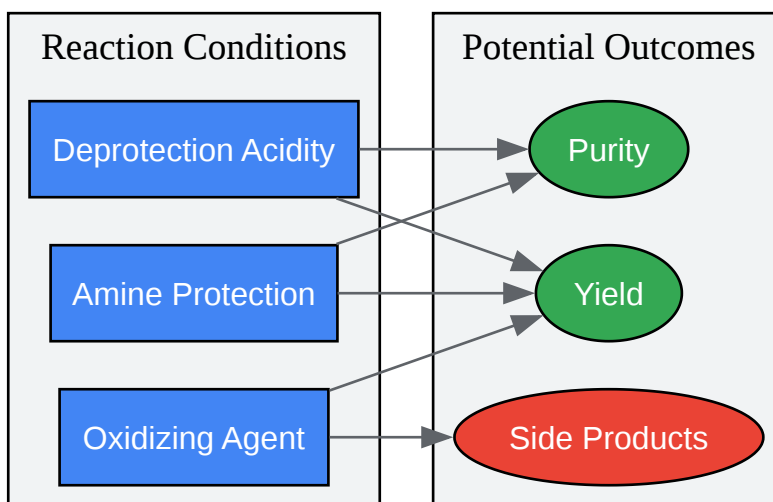 Reaction Conditions
Deprotection Acidity
Amine Protection
Oxidizing Agent
Potential Outcomes
Purity
Yield
Side Products